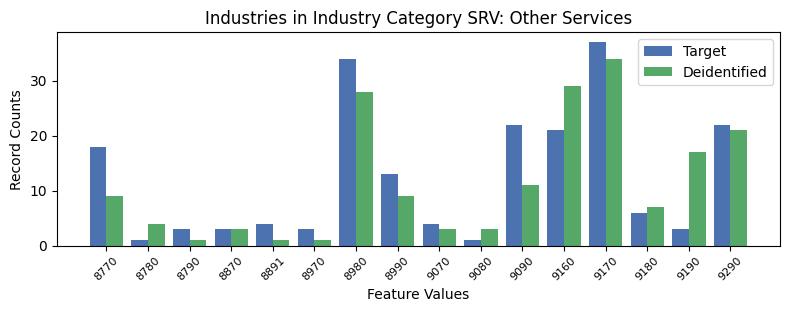 Industries in Industry Category SRV: Other Services
Target
Deidentified
Record Counts
30
20
10
0
8770 8780 8790 8870 8891 8970 8980 8990 9070 9080 9090 9160 9170 9180 9190 9290
Feature Values